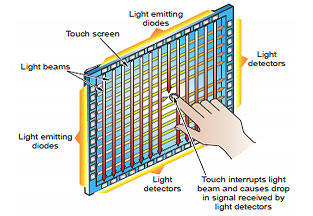 Light emitting
diodes
Touch screen
Light beams
Light
detectors
Light emitting
diodes
Light
detectors
Touch interrupts light
beam and causes drop
in signal received by
light detectors